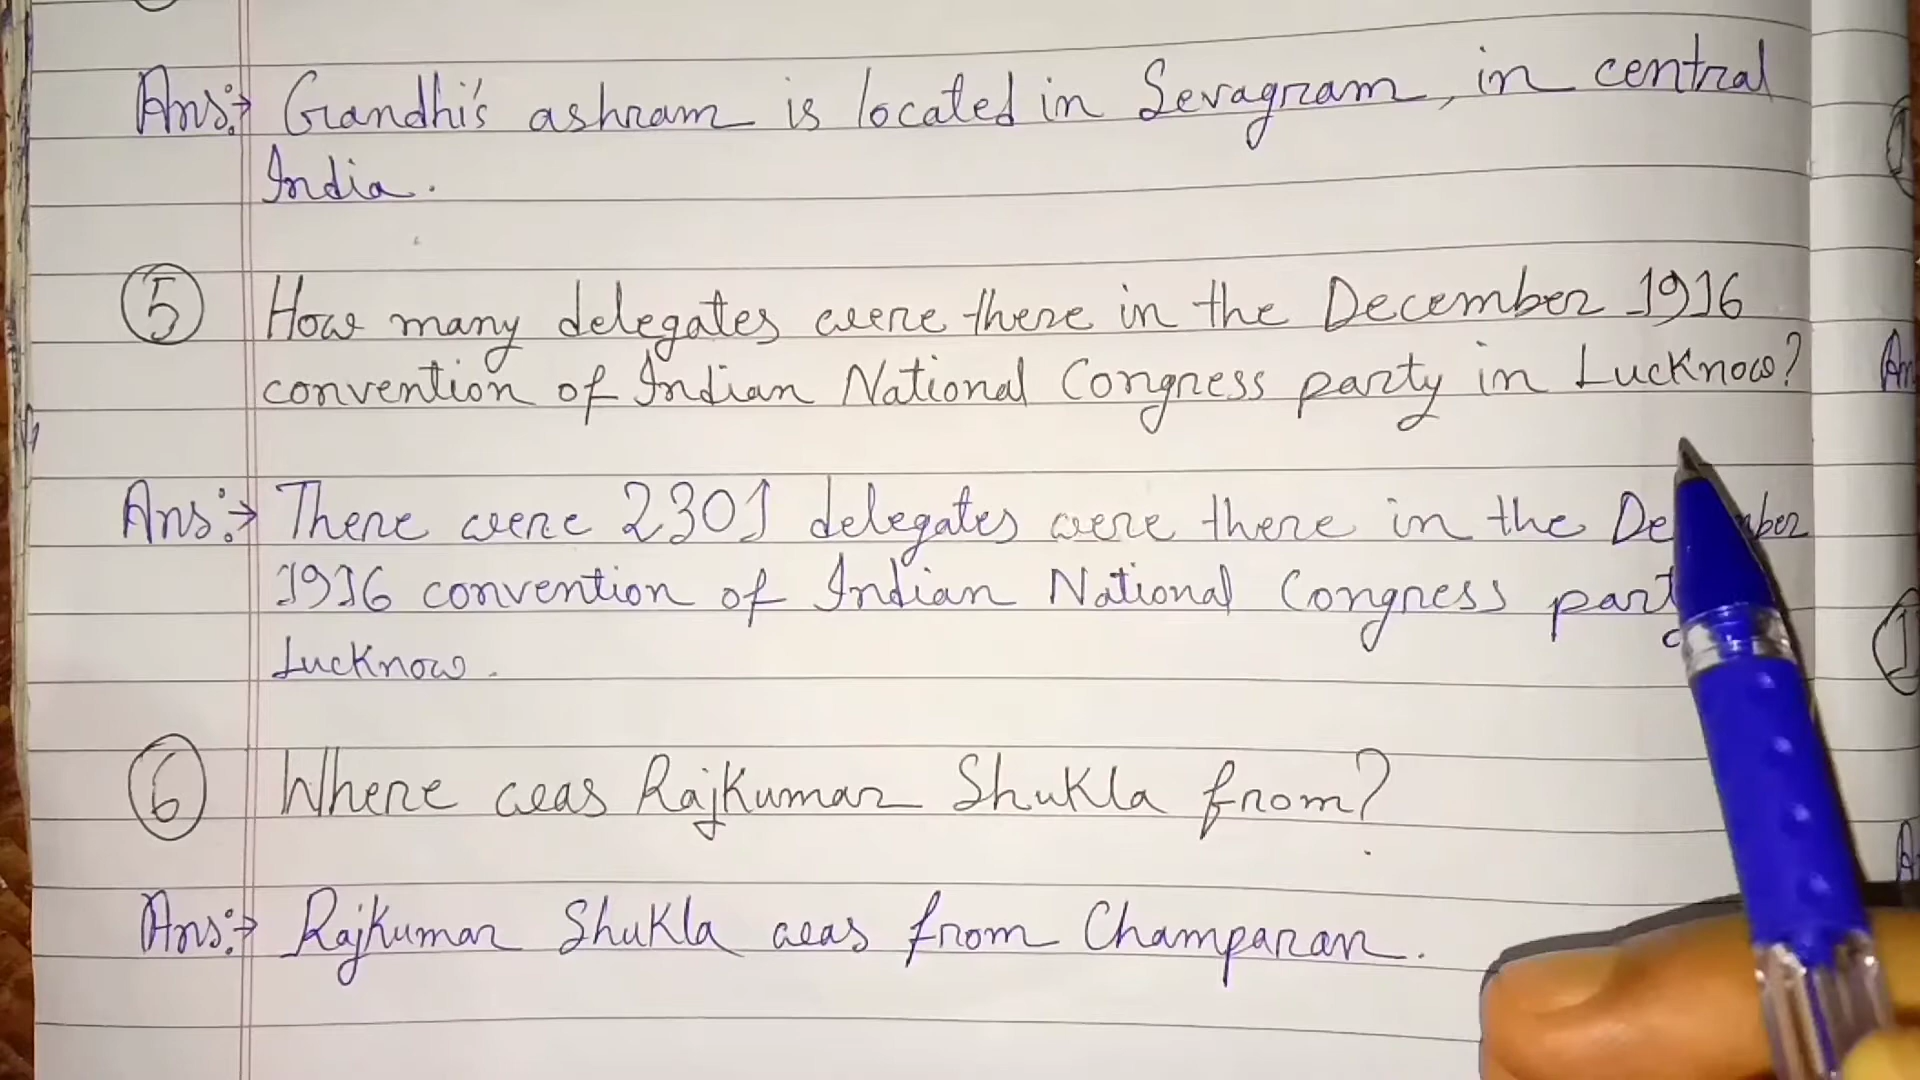 Ans:→ Gandhi's ashram is located in Sevagram, in central
India.
5 How many delegates were there in the December 1916
convention of Indian National Congress party in Lucknow?
Ans:→ There were 2301 delegates were there in the
1916 convention of Indian National Congress
Lucknow.
6 Where was Rajkumar Shukla from?
Ans:→ Rajkumar Shukla was from Champaran.